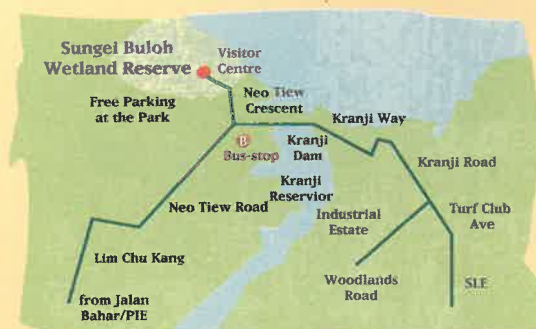 Sungei Buloh
Wetland Reserve
Visitor
Centre
Free Parking
at the Park
Neo Tiew
Crescent
Kranji Way
B
Bus-stop
Kranji
Dam
Kranji Road
Kranji
Reservior
Neo Tiew Road
Industrial
Estate
Turf Club
Ave
Lim Chu Kang
Woodlands
Road
SLE
from Jalan
Bahar/PIE